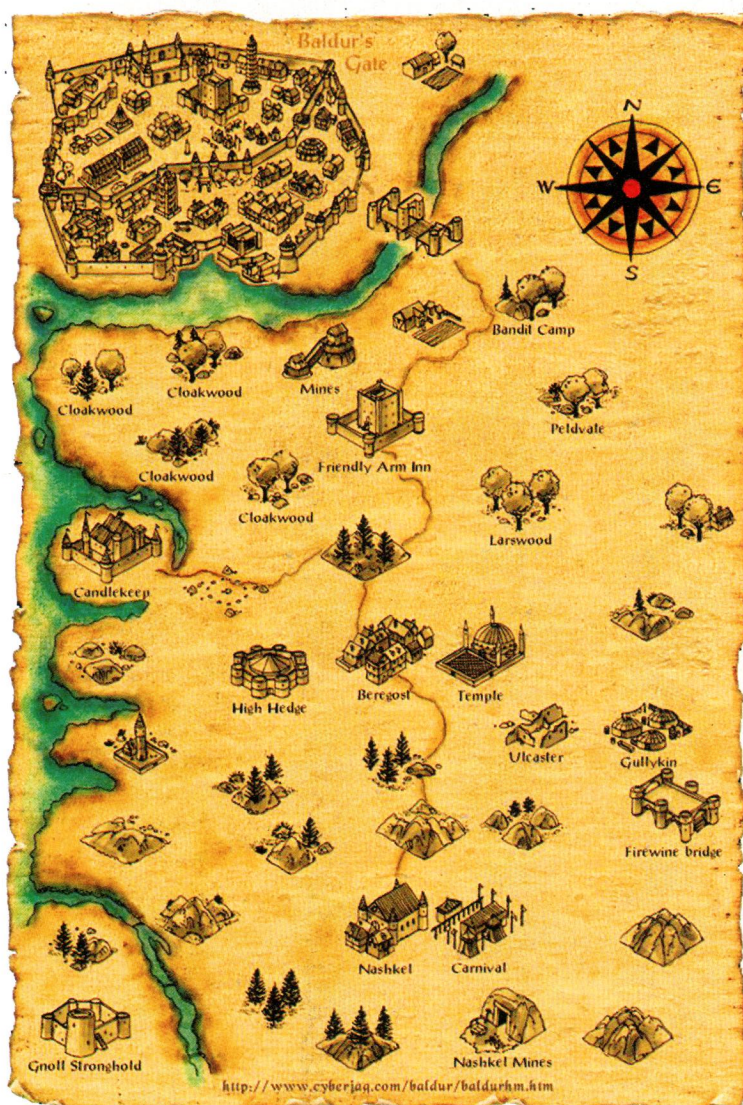 Baldur's
Gate
N
W E
S
Bandit Camp
Cloakwood
Cloakwood
Mines
Peldvale
Cloakwood
Friendly Arm Inn
Cloakwood
Larswood
Candlekeep
High Hedge
Beregost
Temple
Ulcaster
Gullykin
Firewine bridge
Nashkel
Carnival
Gnoll Stronghold
Nashkel Mines
http://www.cyberjag.com/baldur/baldurhm.htm